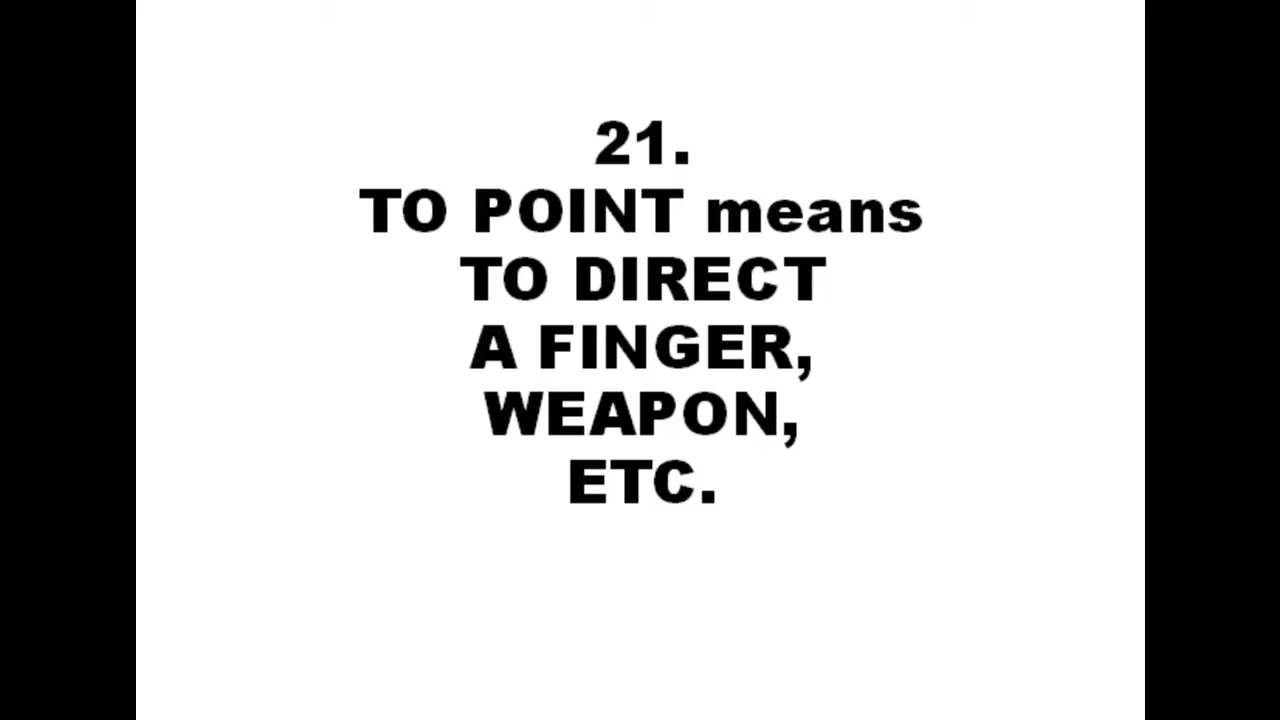 21.
TO POINT means
TO DIRECT
A FINGER,
WEAPON,
ETC.